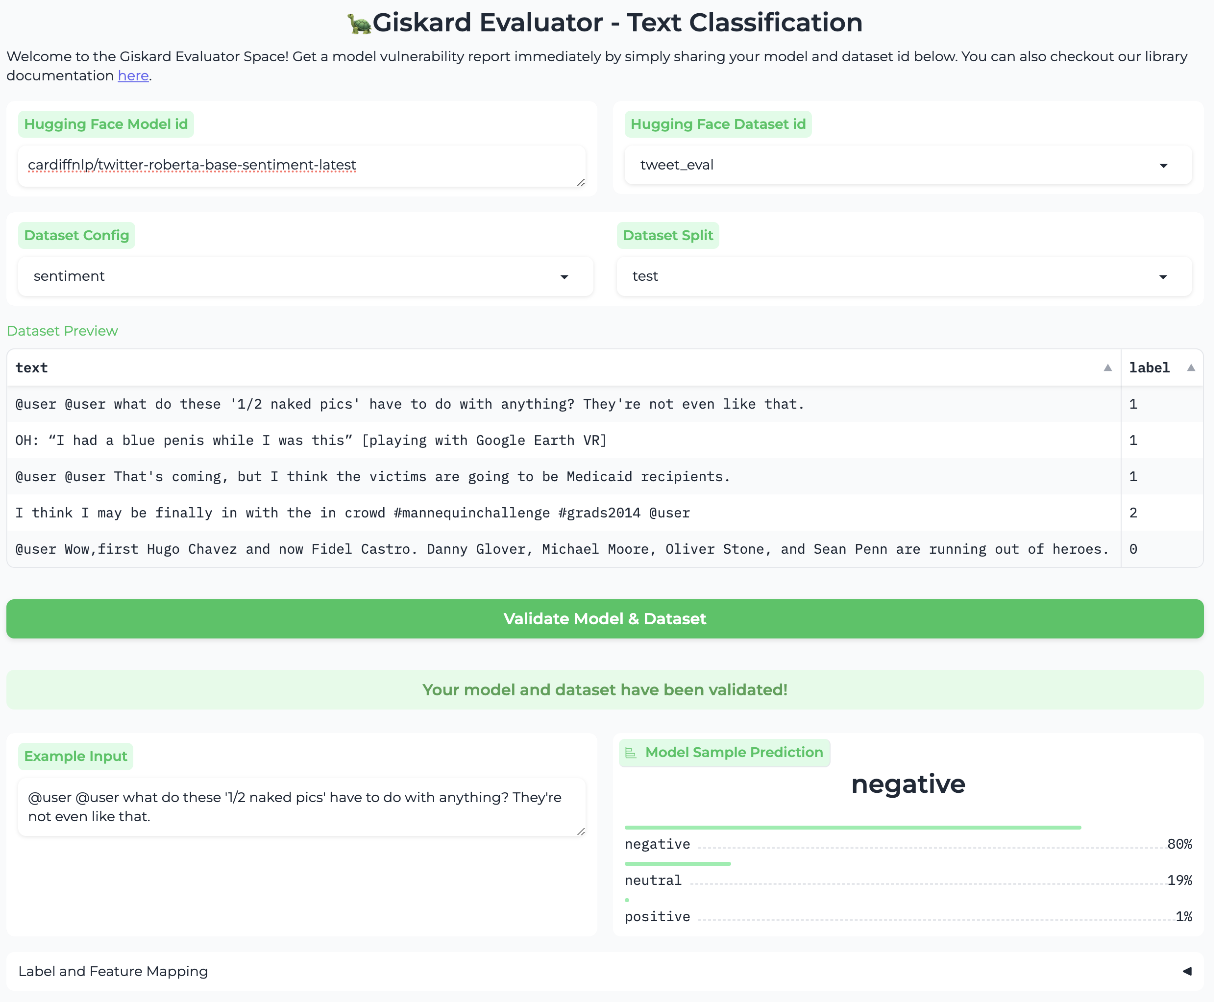 🐢Giskard Evaluator - Text Classification
Welcome to the Giskard Evaluator Space! Get a model vulnerability report immediately by simply sharing your model and dataset id below. You can also checkout our library
documentation here.
Hugging Face Model id
cardiffnlp/twitter-roberta-base-sentiment-latest
Hugging Face Dataset id
tweet_eval
Dataset Config
sentiment
Dataset Split
test
Dataset Preview
text label
@user @user what do these '1/2 naked pics' have to do with anything? They're not even like that. 1
OH: “I had a blue penis while I was this” [playing with Google Earth VR] 1
@user @user That's coming, but I think the victims are going to be Medicaid recipients. 1
I think I may be finally in with the in crowd #mannequinchallenge #grads2014 @user 2
@user Wow,first Hugo Chavez and now Fidel Castro. Danny Glover, Michael Moore, Oliver Stone, and Sean Penn are running out of heroes. 0
Validate Model & Dataset
Your model and dataset have been validated!
Example Input
@user @user what do these '1/2 naked pics' have to do with anything? They're
not even like that.
Model Sample Prediction
negative
negative 80%
neutral 19%
positive 1%
Label and Feature Mapping